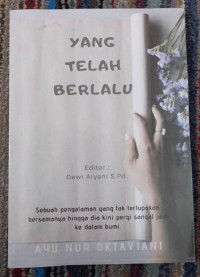 YANG
TELAH
BERLALU
Editor :
Dewi Aryani S.Pd.
Sebuah pengalaman yang tak terlupakan
bersamanya hingga dia kini pergi sangat jauh
ke dalam bumi.
AYU NUR OKTAVIANI